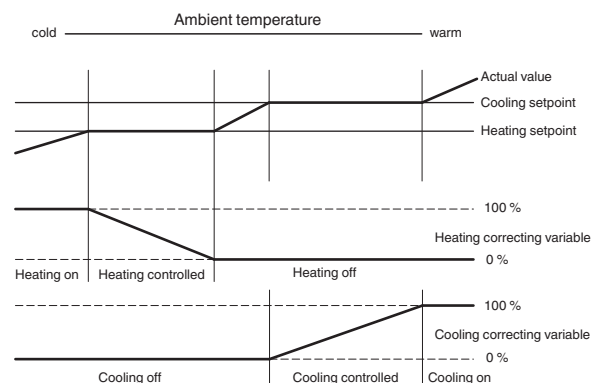 Ambient temperature
cold
warm
Actual value
Cooling setpoint
Heating setpoint
100 %
Heating correcting variable
0 %
Heating on
Heating controlled
Heating off
100 %
Cooling correcting variable
0 %
Cooling off
Cooling controlled
Cooling on